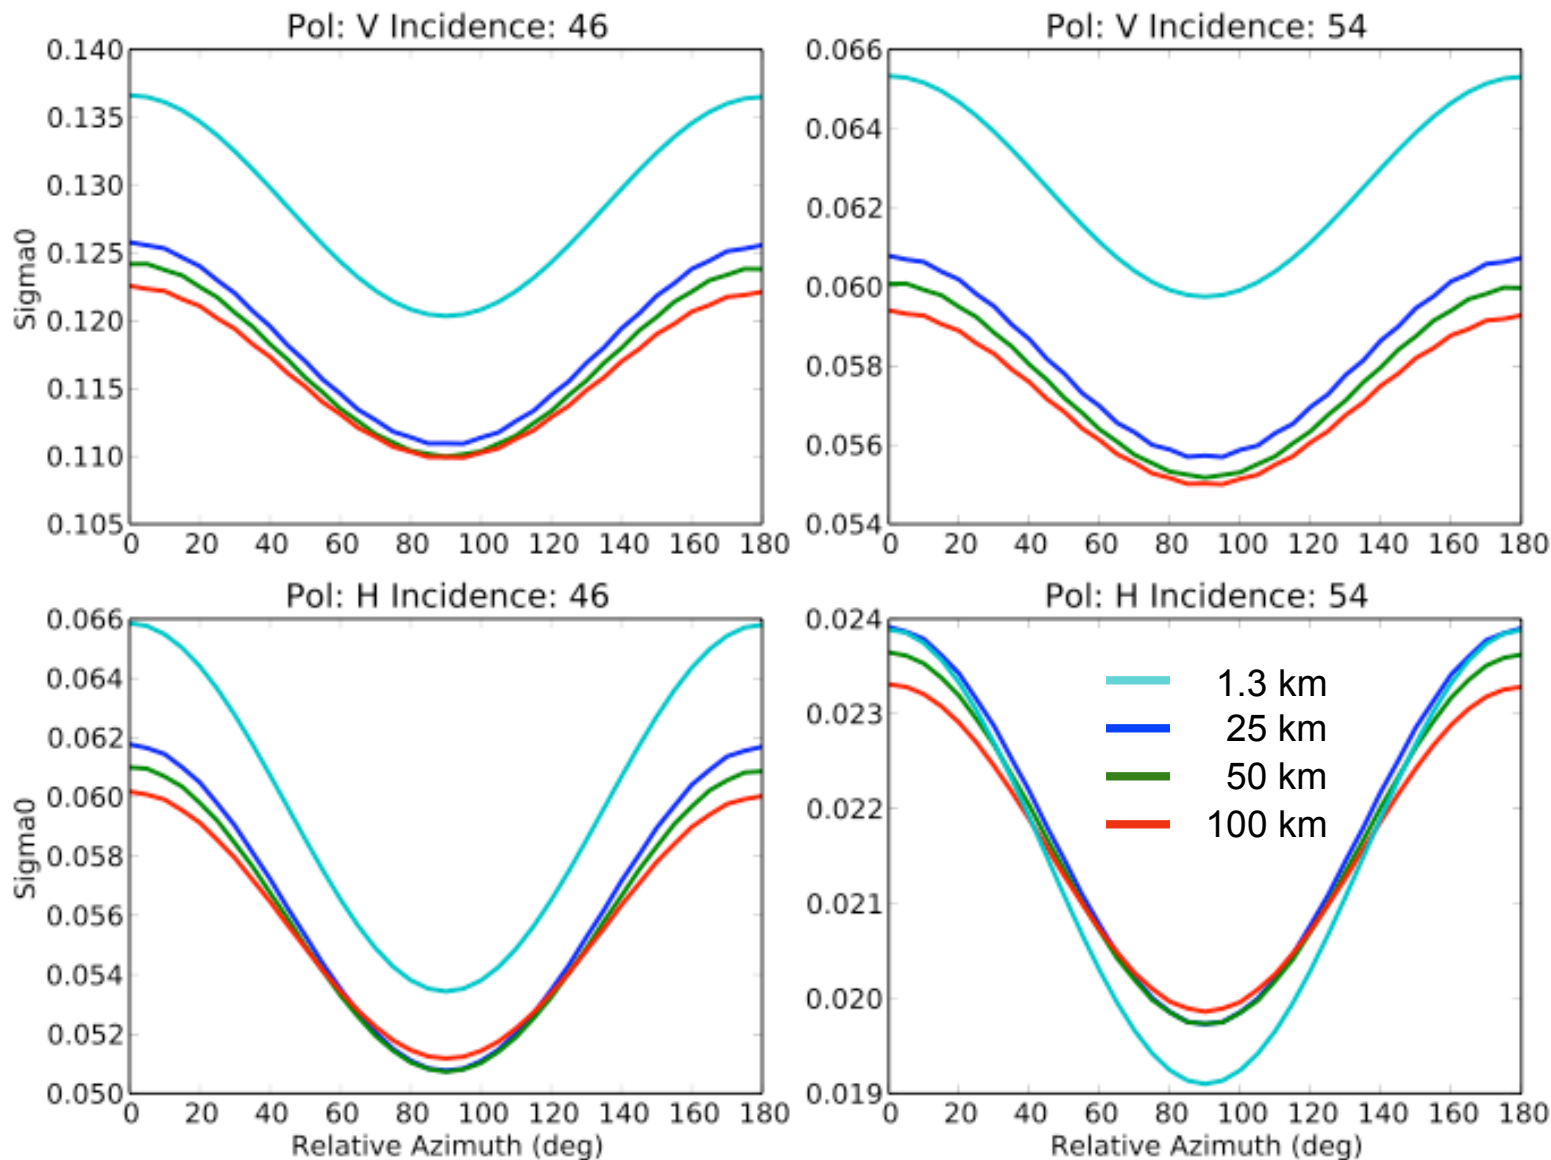 Pol: V Incidence: 46
0.140
0.135
0.130
0.125
0.120
0.115
0.110
0.105
Sigma0
0 20 40 60 80 100 120 140 160 180
Pol: V Incidence: 54
0.066
0.064
0.062
0.060
0.058
0.056
0.054
0 20 40 60 80 100 120 140 160 180
Pol: H Incidence: 46
0.066
0.064
0.062
0.060
0.058
0.056
0.054
0.052
0.050
Sigma0
0 20 40 60 80 100 120 140 160 180
Relative Azimuth (deg)
Pol: H Incidence: 54
0.024
0.023
0.022
0.021
0.020
0.019
1.3 km
25 km
50 km
100 km
0 20 40 60 80 100 120 140 160 180
Relative Azimuth (deg)